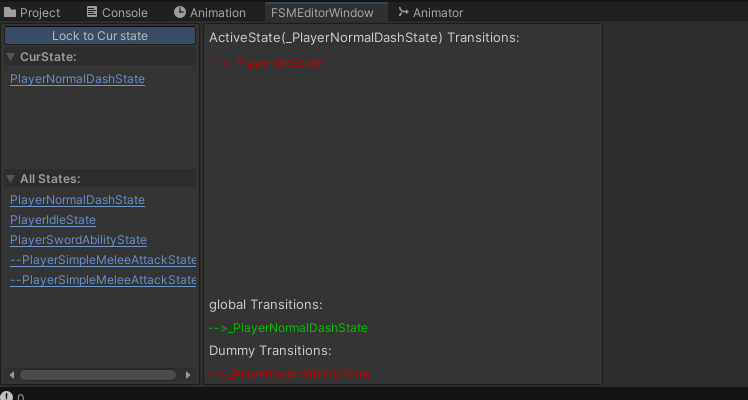 Project Console Animation FSMEditorWindow Animator
Lock to Cur state
CurState:
PlayerNormalDashState
All States:
PlayerNormalDashState
PlayerIdleState
PlayerSwordAbilityState
--PlayerSimpleMeleeAttackState
--PlayerSimpleMeleeAttackState
ActiveState(_PlayerNormalDashState) Transitions:
-->_PlayerIdleState
global Transitions:
-->_PlayerNormalDashState
Dummy Transitions:
-->_PlayerSwordAbilityState
0